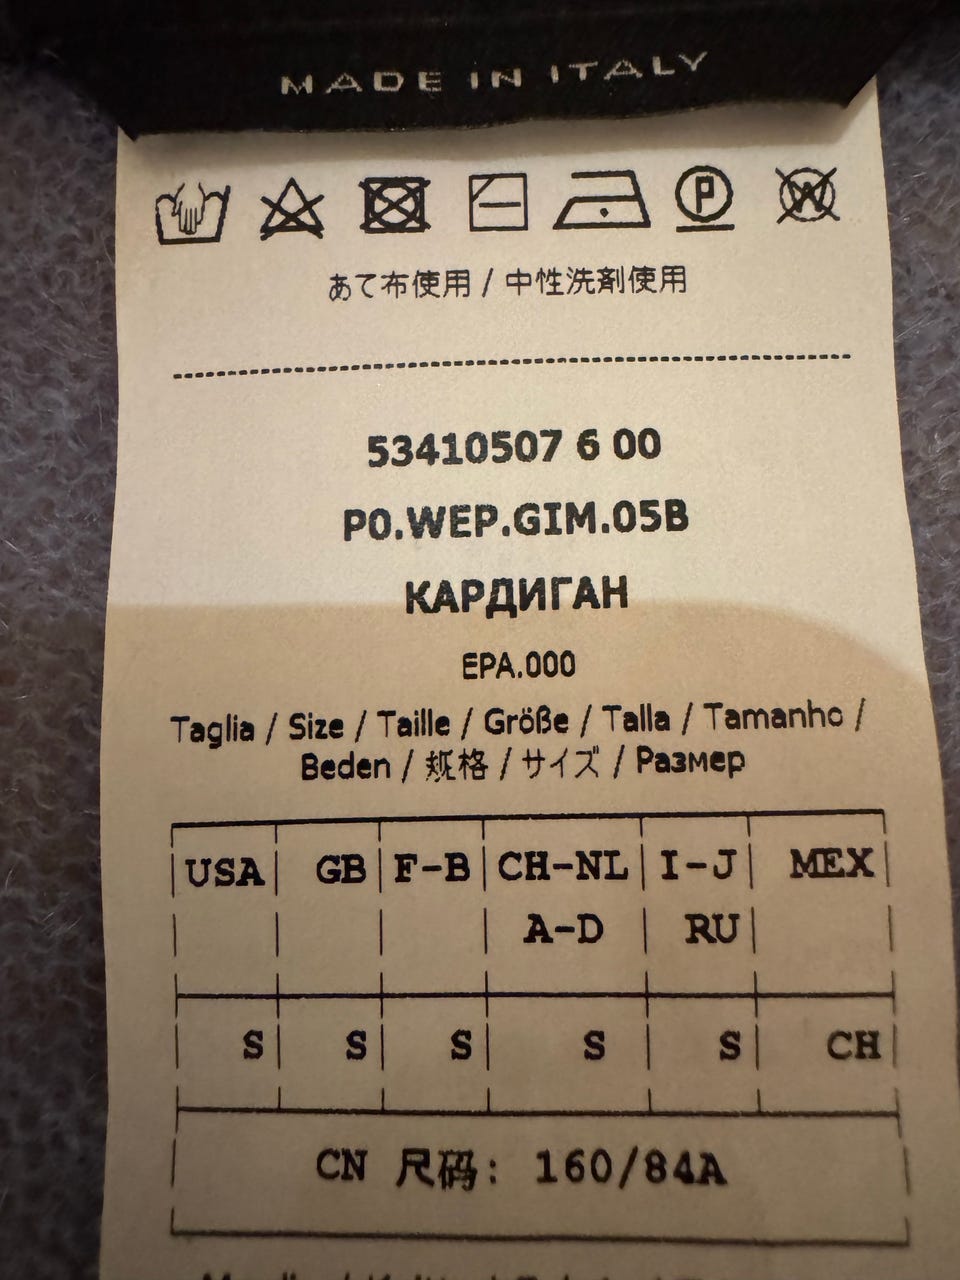 MADE IN ITALY
P W
あて布使用 / 中性洗剤使用
53410507 6 00
P0.WEP.GIM.05B
КАРДИГАН
EPA.000
Taglia / Size / Taille / Größe / Talla / Tamanho /
Beden / 规格 / サイズ / Размер
USA GB F-B CH-NL I-J MEX
A-D RU
S S S S S CH
CN 尺码: 160/84A